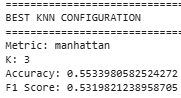 ==============================
BEST KNN CONFIGURATION
==============================
Metric: manhattan
K: 3
Accuracy: 0.5533980582524272
F1 Score: 0.5319821238958705